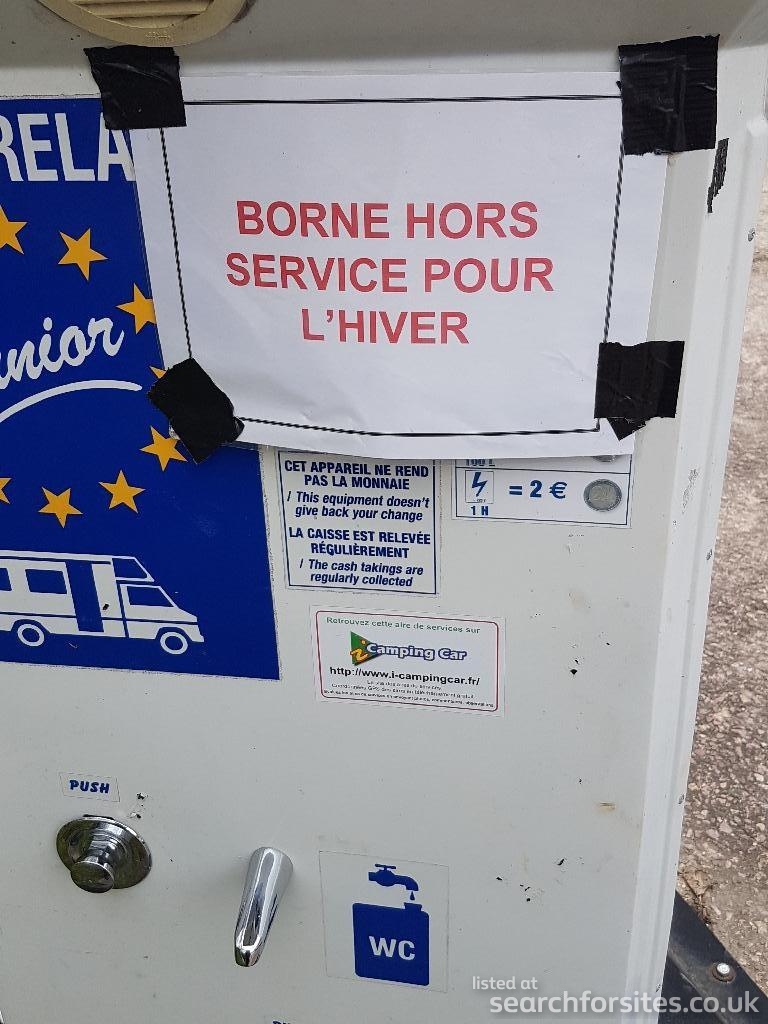 RELA
BORNE HORS
SERVICE POUR
L'HIVER
nior
CET APPAREIL NE REND
PAS LA MONNAIE
/ This equipment doesn't
give back your change
LA CAISSE EST RELEVÉE
RÉGULIÈREMENT
/ The cash takings are
regularly collected
100 L
= 2 €
1 H
Retrouvez cette aire de services sur
i Camping Car
http://www.i-campingcar.fr/
PUSH
WC
listed at
searchforsites.co.uk